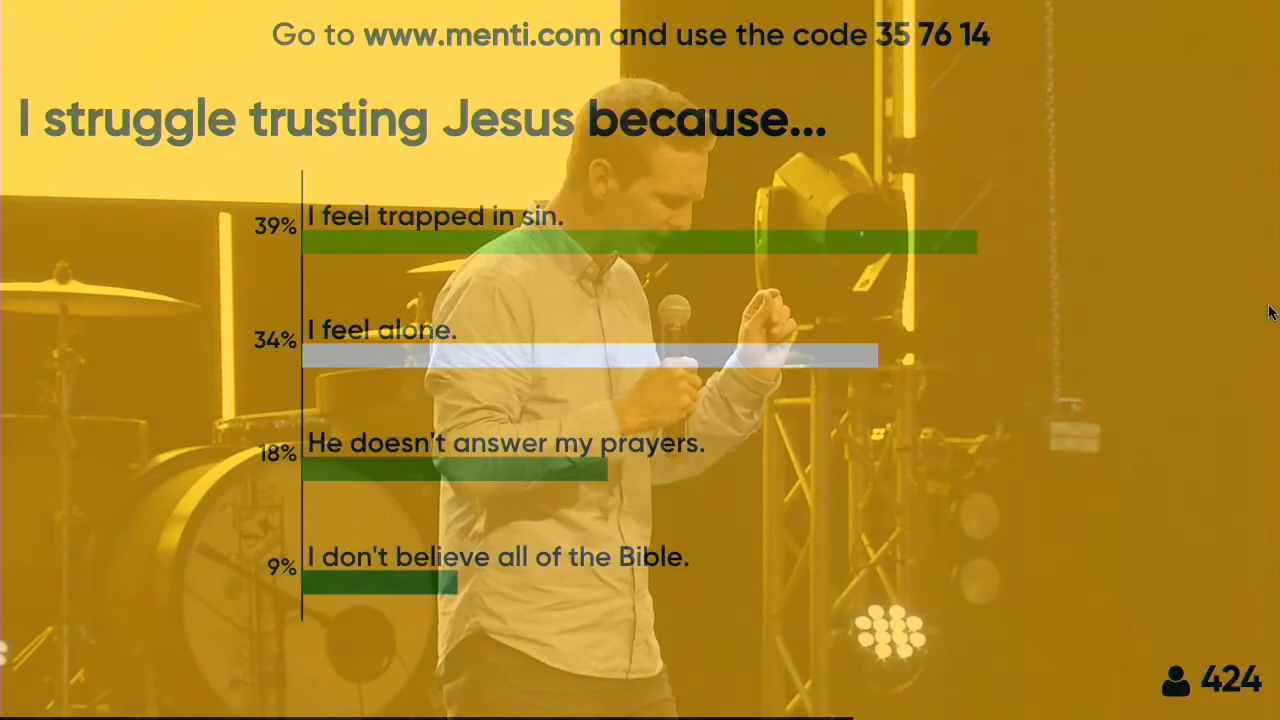 Go to www.menti.com and use the code 35 76 14
I struggle trusting Jesus because...
39% I feel trapped in sin.
34% I feel alone.
18% He doesn't answer my prayers.
9% I don't believe all of the Bible.
424